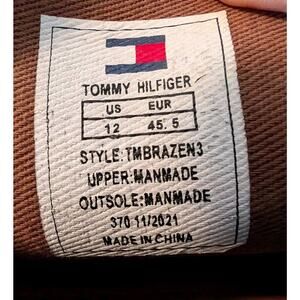 TOMMY HILFIGER
US EUR
12 45.5
STYLE:TMBRAZEN3
UPPER:MANMADE
OUTSOLE:MANMADE
370 11/2021
MADE IN CHINA